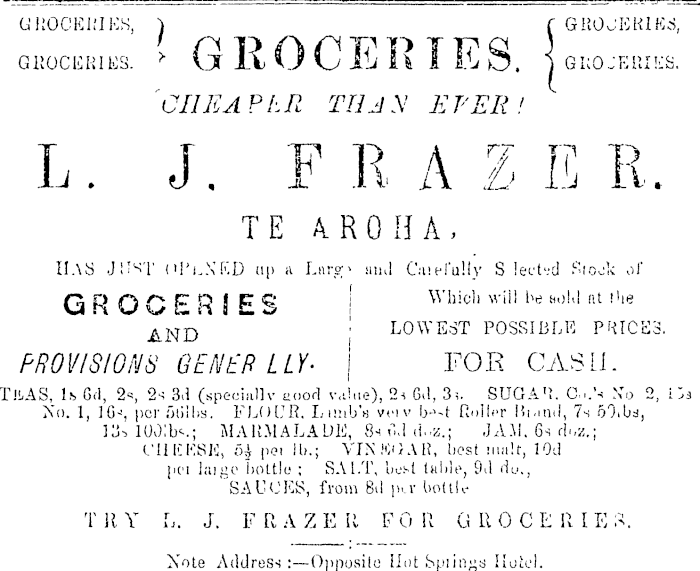 GROCERIES, GROCERIES, GROCERIES. GROCERIES.
GROCERIES. GROCERIES.
CHEAPER THAN EVER!
L. J. FRAZER.
TE AROHA,
HAS JUST OPENED up a Large and Carefully Selected Stock of
GROCERIES
AND
PROVISIONS GENER LLY.
Which will be sold at the
LOWEST POSSIBLE PRICES.
FOR CASH.
TEAS, 1s 6d, 2s, 2s 3d (specially good value), 2s 6d, 3s. SUGAR, Co.'s No 2, 15s
No. 1, 16s, per 56lbs. FLOUR, Lamb's very best Roller Brand, 7s 50lbs,
13s 100lbs.; MARMALADE, 8s 6d doz.; JAM, 6s doz.;
CHEESE, 5½ per lb.; VINEGAR, best malt, 10d
per large bottle; SALT, best table, 9d do.,
SAUCES, from 8d per bottle
TRY L. J. FRAZER FOR GROCERIES.
Note Address:—Opposite Hot Springs Hotel.